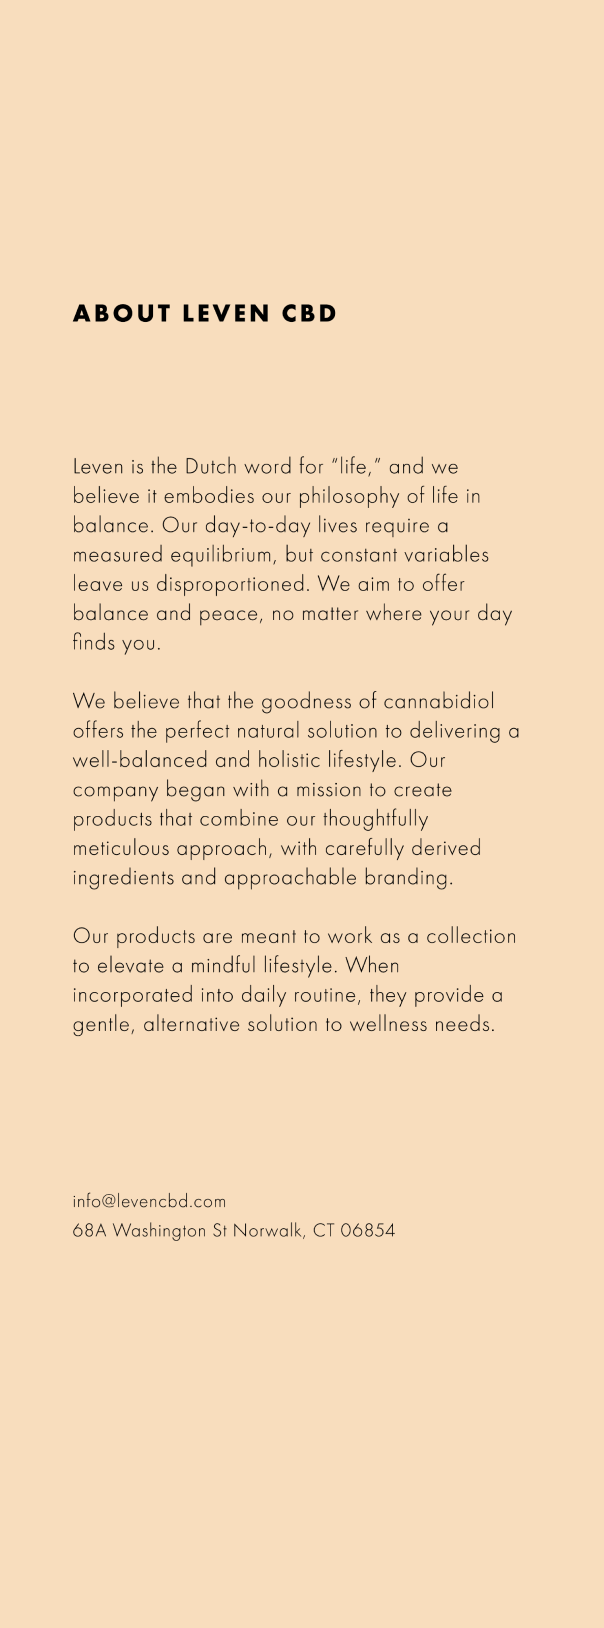 ABOUT LEVEN CBD
Leven is the Dutch word for “life,” and we
believe it embodies our philosophy of life in
balance. Our day-to-day lives require a
measured equilibrium, but constant variables
leave us disproportioned. We aim to offer
balance and peace, no matter where your day
finds you.
We believe that the goodness of cannabidiol
offers the perfect natural solution to delivering a
well-balanced and holistic lifestyle. Our
company began with a mission to create
products that combine our thoughtfully
meticulous approach, with carefully derived
ingredients and approachable branding.
Our products are meant to work as a collection
to elevate a mindful lifestyle. When
incorporated into daily routine, they provide a
gentle, alternative solution to wellness needs.
info@levencbd.com
68A Washington St Norwalk, CT 06854